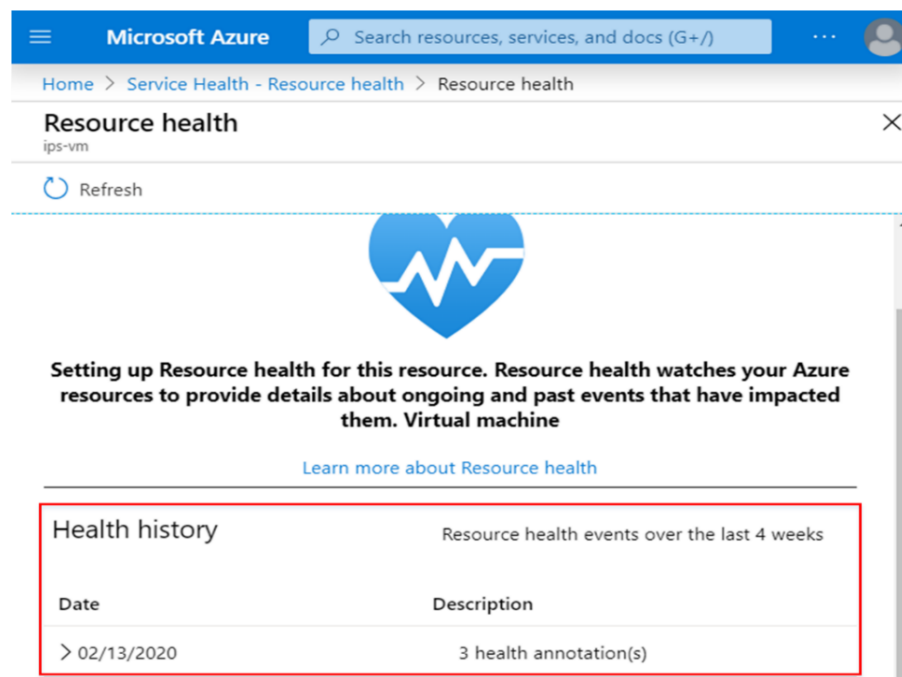 Microsoft Azure
Search resources, services, and docs (G+/)
...
Home > Service Health - Resource health > Resource health
Resource health
ips-vm
Refresh
Setting up Resource health for this resource. Resource health watches your Azure
resources to provide details about ongoing and past events that have impacted
them. Virtual machine
Learn more about Resource health
Health history
Resource health events over the last 4 weeks
Date
Description
> 02/13/2020
3 health annotation(s)